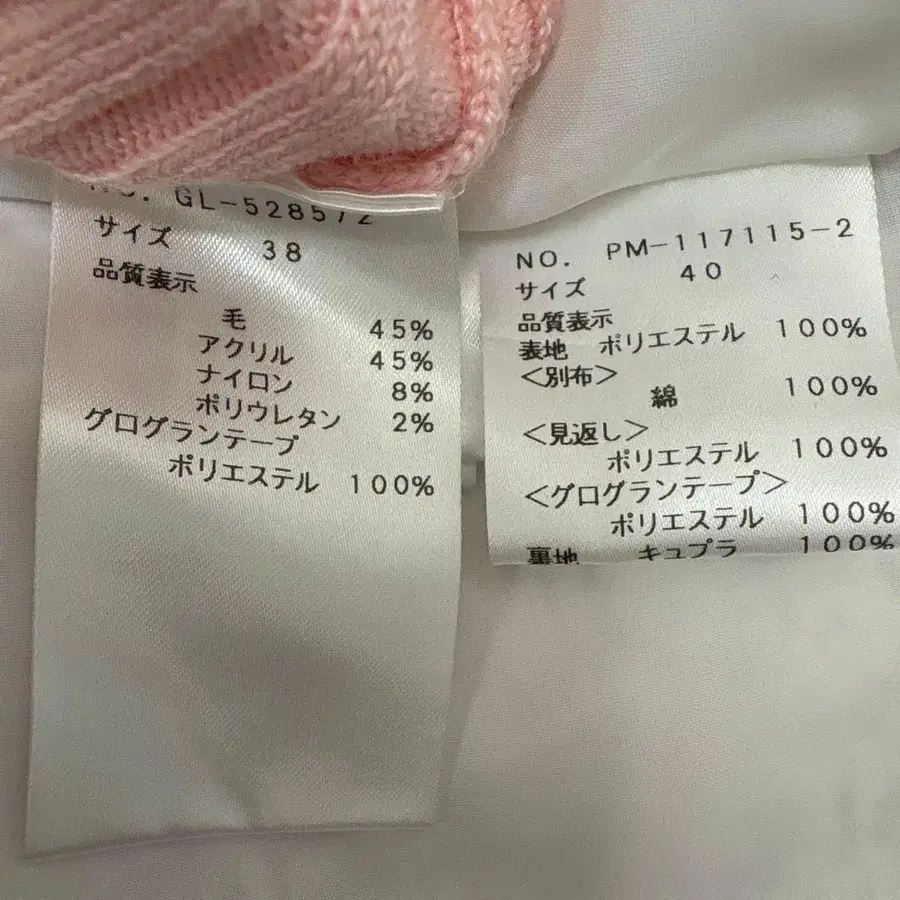 NO. GL-528572
サイズ 38
品質表示
毛 45%
アクリル 45%
ナイロン 8%
ポリウレタン 2%
グログランテープ
ポリエステル 100%
NO. PM-117115-2
サイズ 40
品質表示
表地 ポリエステル 100%
<別布>
綿 100%
<見返し>
ポリエステル 100%
<グログランテープ>
ポリエステル 100%
裏地 キュプラ 100%